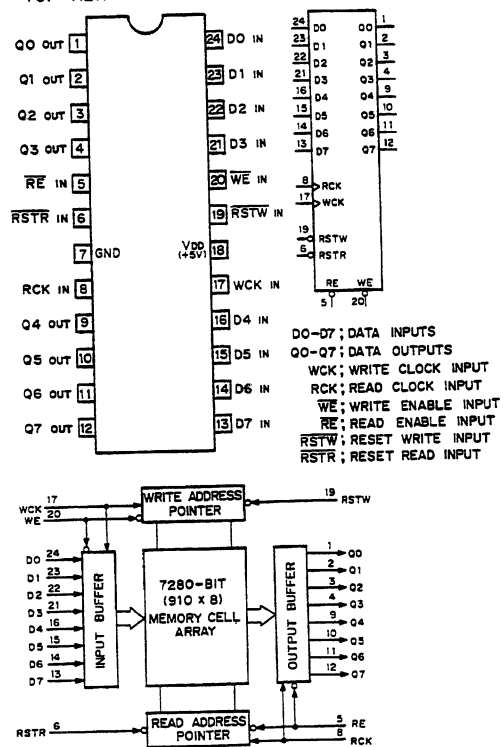 TOP VIEW
Q0 OUT 1
24 D0 IN
Q1 OUT 2
23 D1 IN
Q2 OUT 3
22 D2 IN
Q3 OUT 4
21 D3 IN
RE IN 5
20 WE IN
RSTR IN 6
19 RSTW IN
7 GND
VDD (+5V) 18
RCK IN 8
17 WCK IN
Q4 OUT 9
16 D4 IN
Q5 OUT 10
15 D5 IN
Q6 OUT 11
14 D6 IN
Q7 OUT 12
13 D7 IN
24 D0 Q0 1
23 D1 Q1 2
22 D2 Q2 3
21 D3 Q3 4
16 D4 Q4 9
15 D5 Q5 10
14 D6 Q6 11
13 D7 Q7 12
8 RCK
17 WCK
19 RSTW
6 RSTR
RE WE
5 20
D0-D7; DATA INPUTS
Q0-Q7; DATA OUTPUTS
WCK; WRITE CLOCK INPUT
RCK; READ CLOCK INPUT
WE; WRITE ENABLE INPUT
RE; READ ENABLE INPUT
RSTW; RESET WRITE INPUT
RSTR; RESET READ INPUT
WCK 17
WE 20
WRITE ADDRESS
POINTER
19 RSTW
D0 24
D1 23
D2 22
D3 21
D4 16
D5 15
D6 14
D7 13
INPUT BUFFER
7280-BIT
(910 X 8)
MEMORY CELL
ARRAY
OUTPUT BUFFER
1 Q0
2 Q1
3 Q2
4 Q3
9 Q4
10 Q5
11 Q6
12 Q7
RSTR 6
READ ADDRESS
POINTER
5 RE
8 RCK